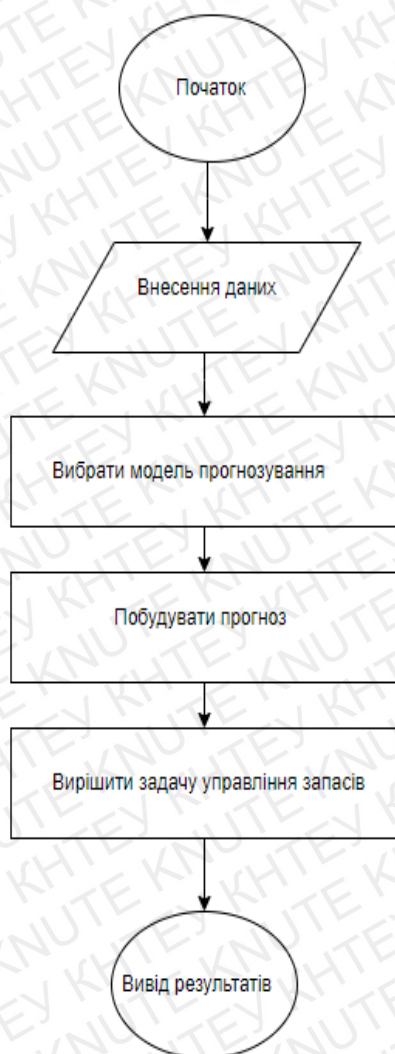 Початок
Внесення даних
Вибрати модель прогнозування
Побудувати прогноз
Вирішити задачу управління запасів
Вивід результатів